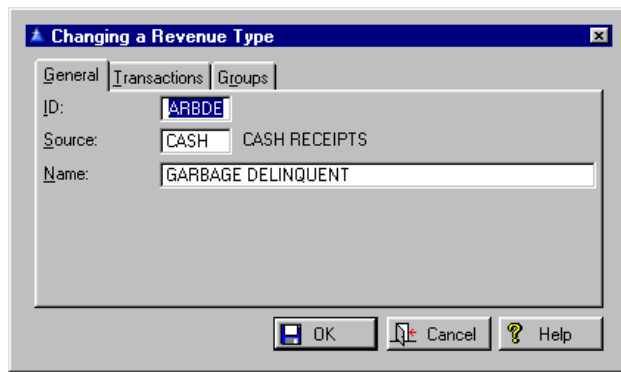 Changing a Revenue Type
General Transactions Groups
ID: ARBDE
Source: CASH CASH RECEIPTS
Name: GARBAGE DELINQUENT
OK Cancel Help